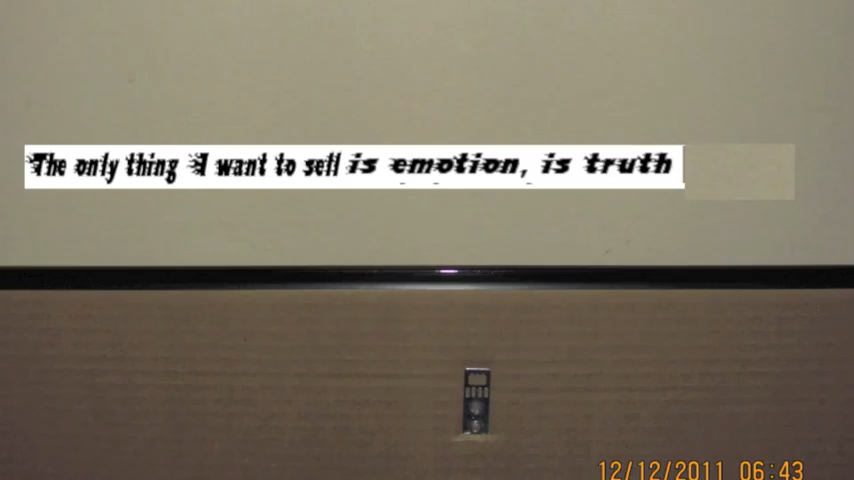 The only thing I want to sell is emotion, is truth
12/12/2011 06:43